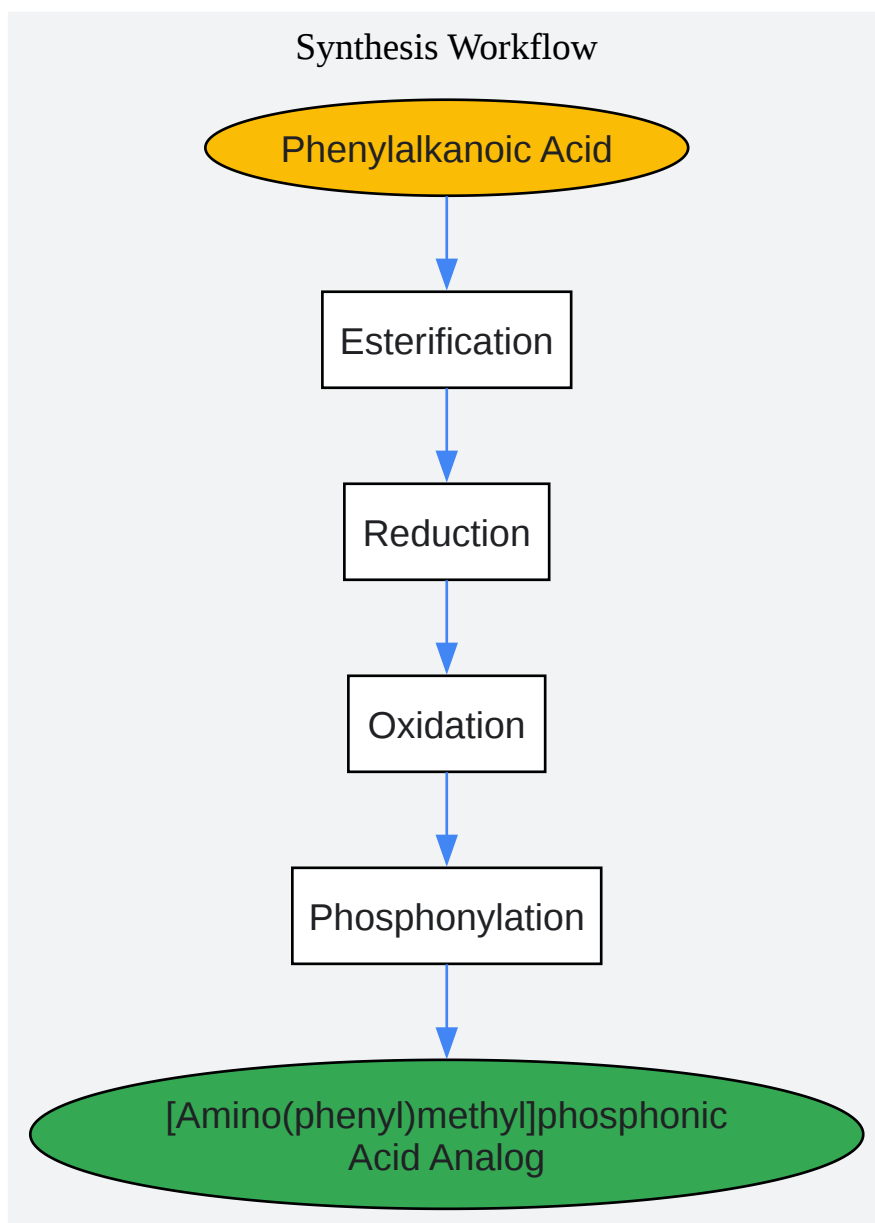 Synthesis Workflow
Phenylalkanoic Acid
Esterification
Reduction
Oxidation
Phosphonylation
[Amino(phenyl)methyl]phosphonic
Acid Analog